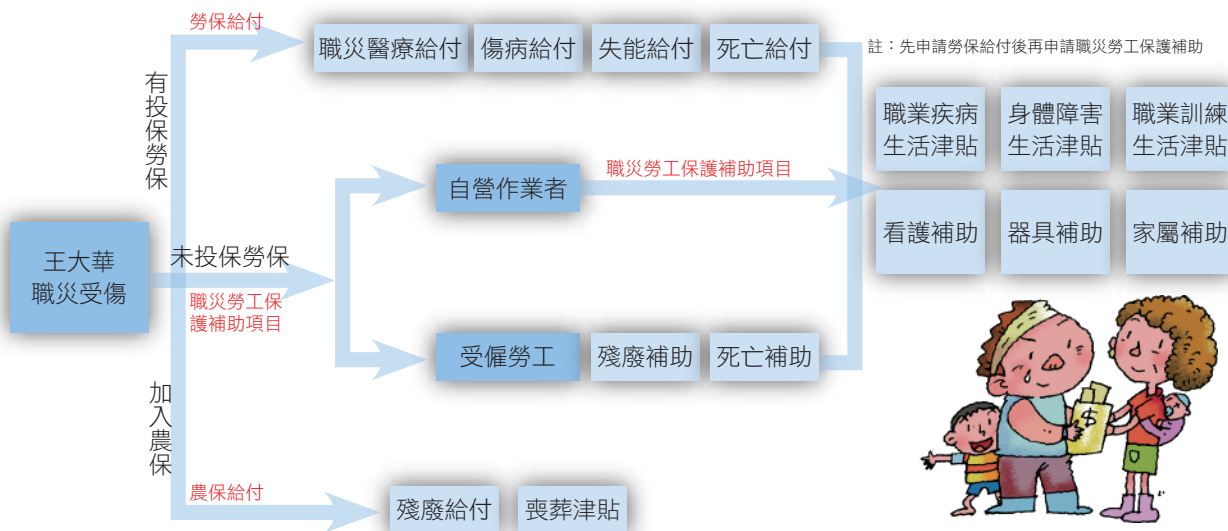 勞保給付
職災醫療給付
傷病給付
失能給付
死亡給付
註：先申請勞保給付後再申請職災勞工保護補助
有投保勞保
職業疾病
生活津貼
身體障害
生活津貼
職業訓練
生活津貼
自營作業者
職災勞工保護補助項目
看護補助
器具補助
家屬補助
王大華
職災受傷
未投保勞保
職災勞工保
護補助項目
受僱勞工
殘廢補助
死亡補助
加入農保
農保給付
殘廢給付
喪葬津貼
$